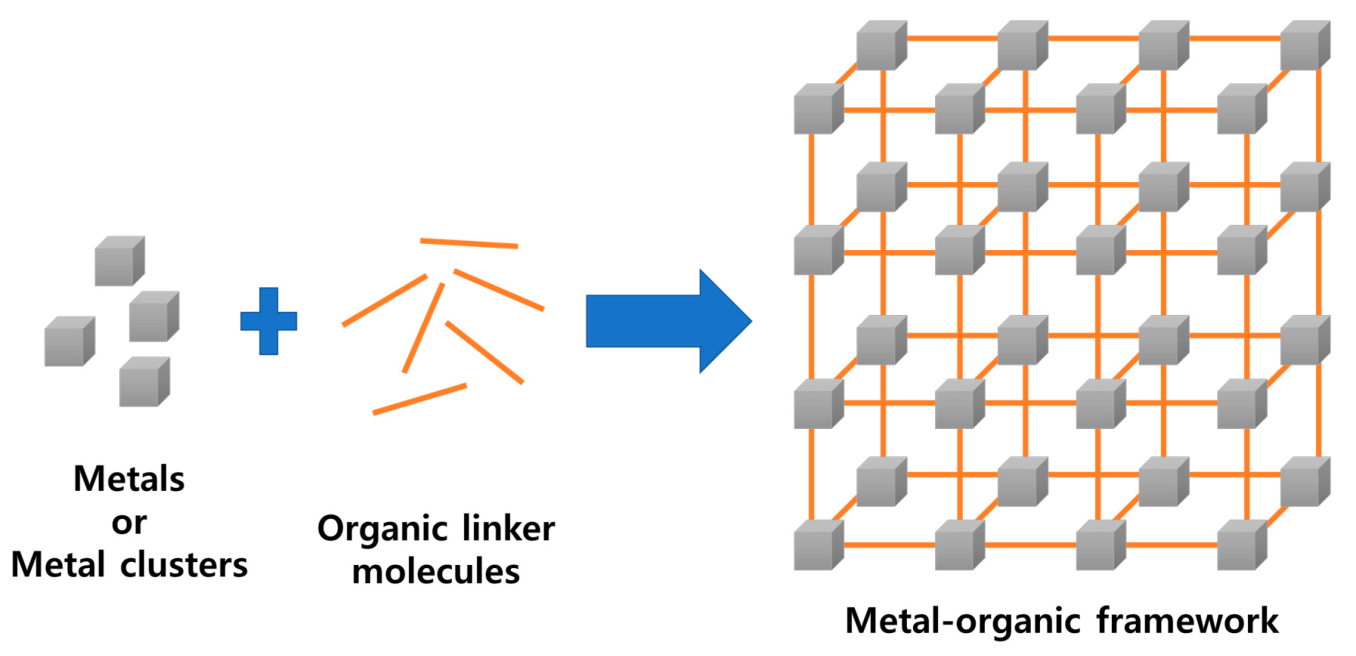 Metals
or
Metal clusters
Organic linker
molecules
Metal-organic framework